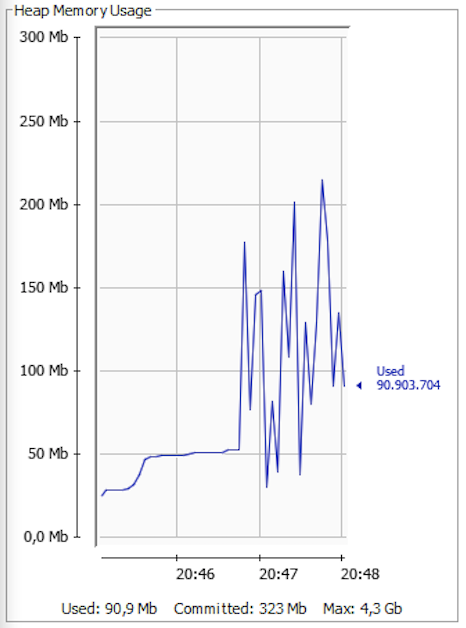 Heap Memory Usage
300 Mb
250 Mb
200 Mb
150 Mb
100 Mb
50 Mb
0,0 Mb
Used
90.903.704
20:46 20:47 20:48
Used: 90,9 Mb Committed: 323 Mb Max: 4,3 Gb